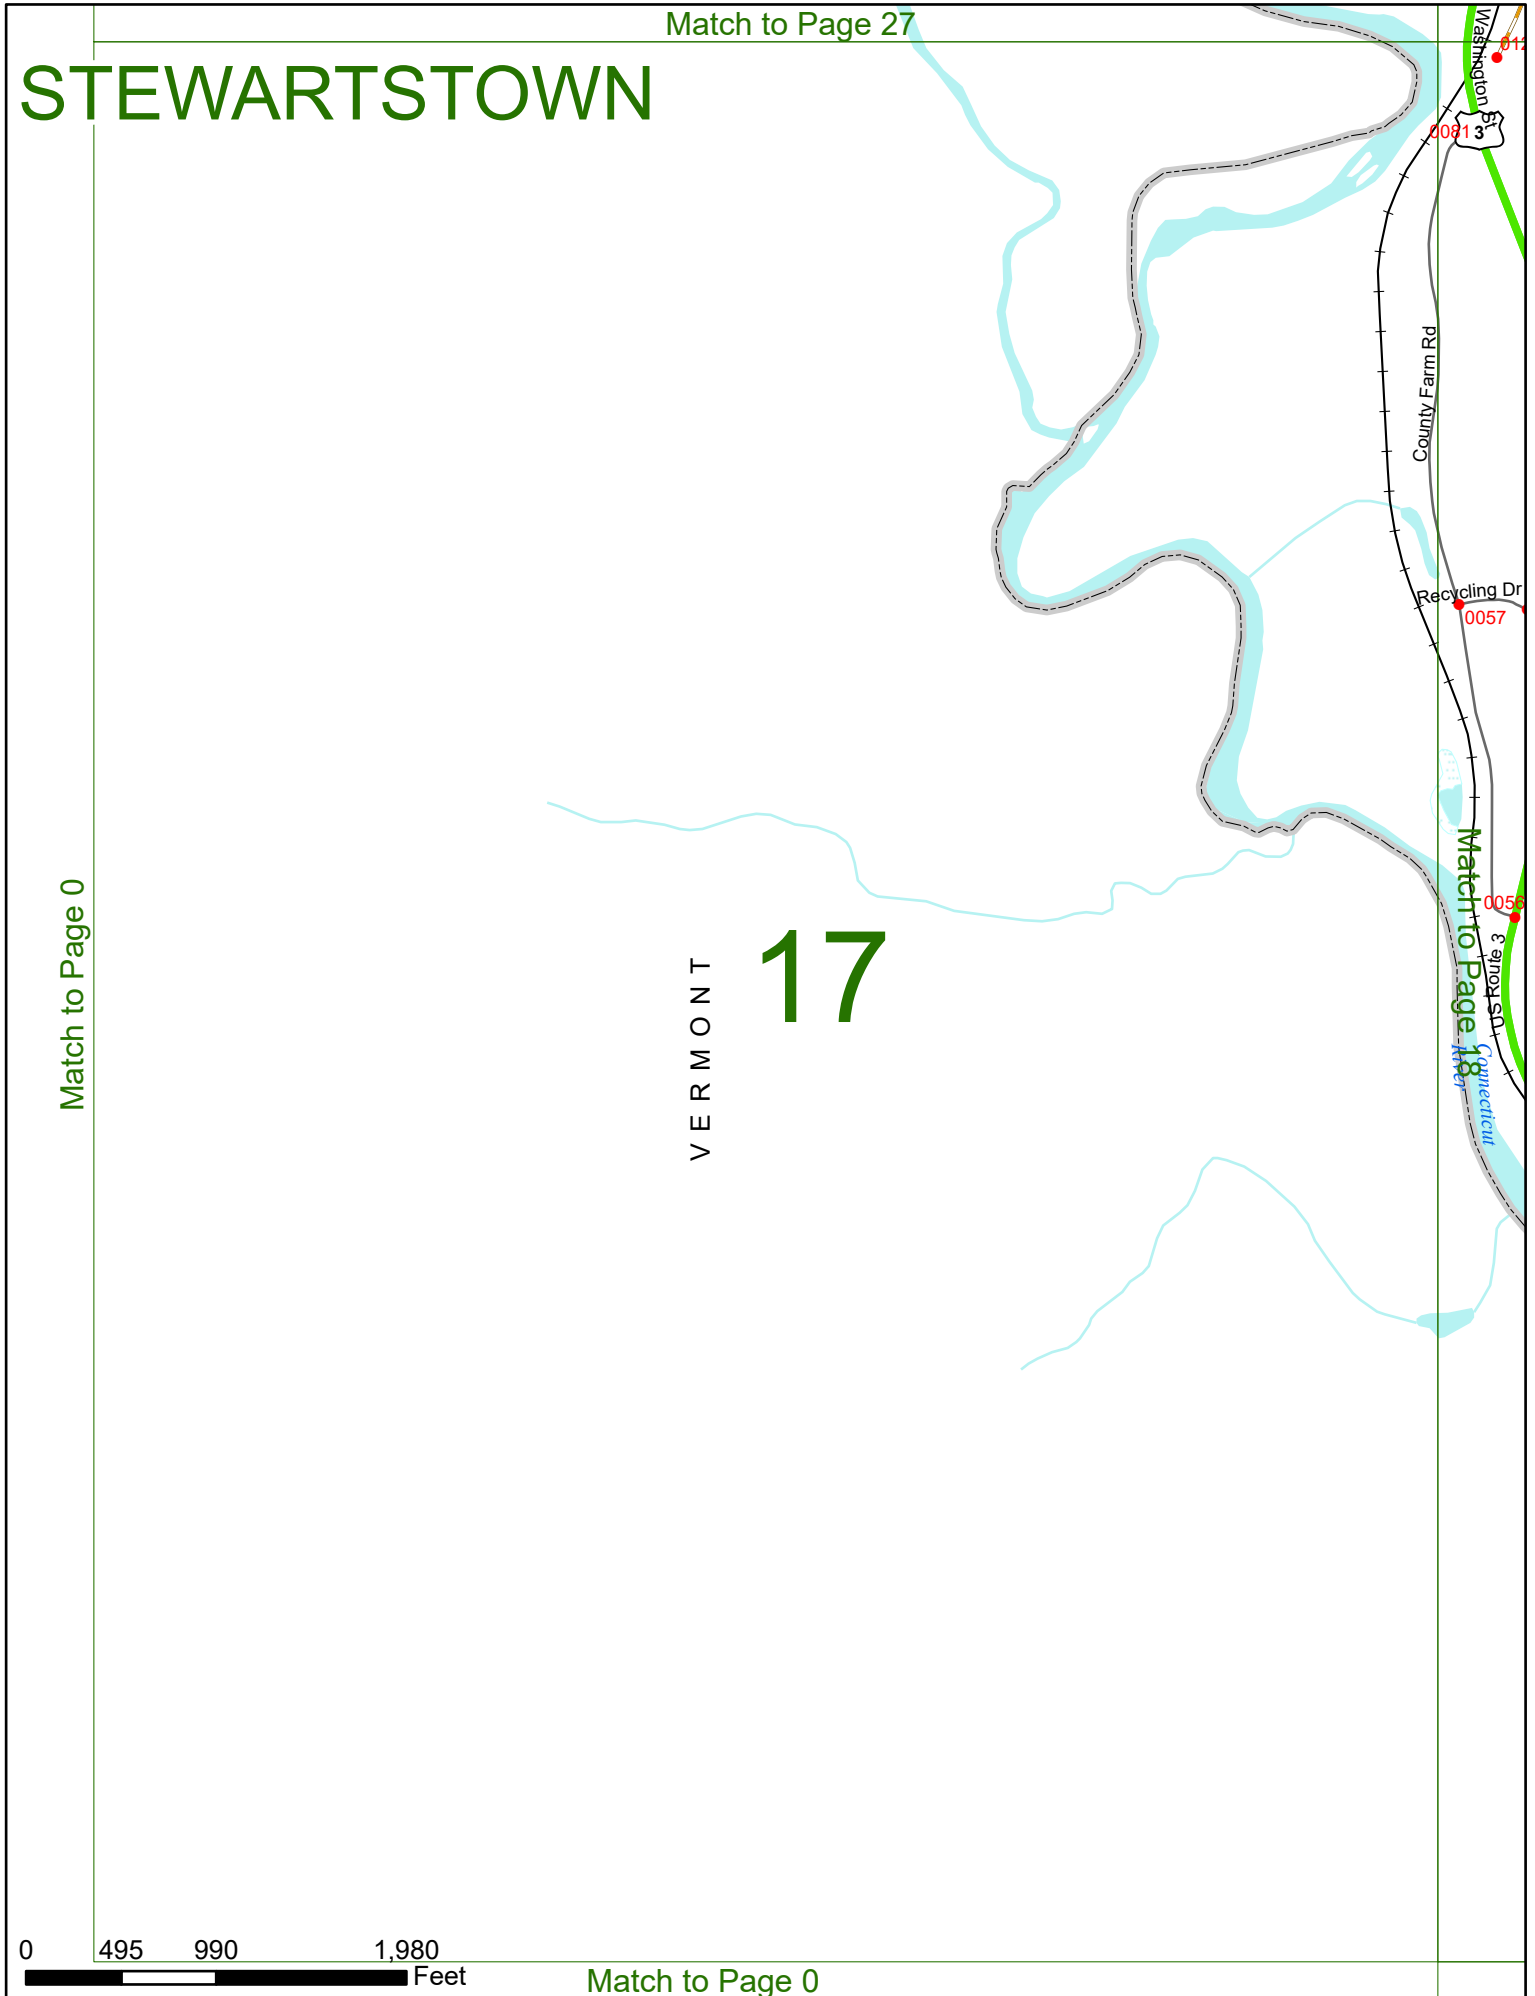 Match to Page 27
STEWARTSTOWN
Washington St
0081
3
County Farm Rd
Recycling Dr
0057
Match to Page 0
VERMONT
17
0056
US Route 3
Match to Page 18
Connecticut
River
0 495 990 1,980
Feet
Match to Page 0